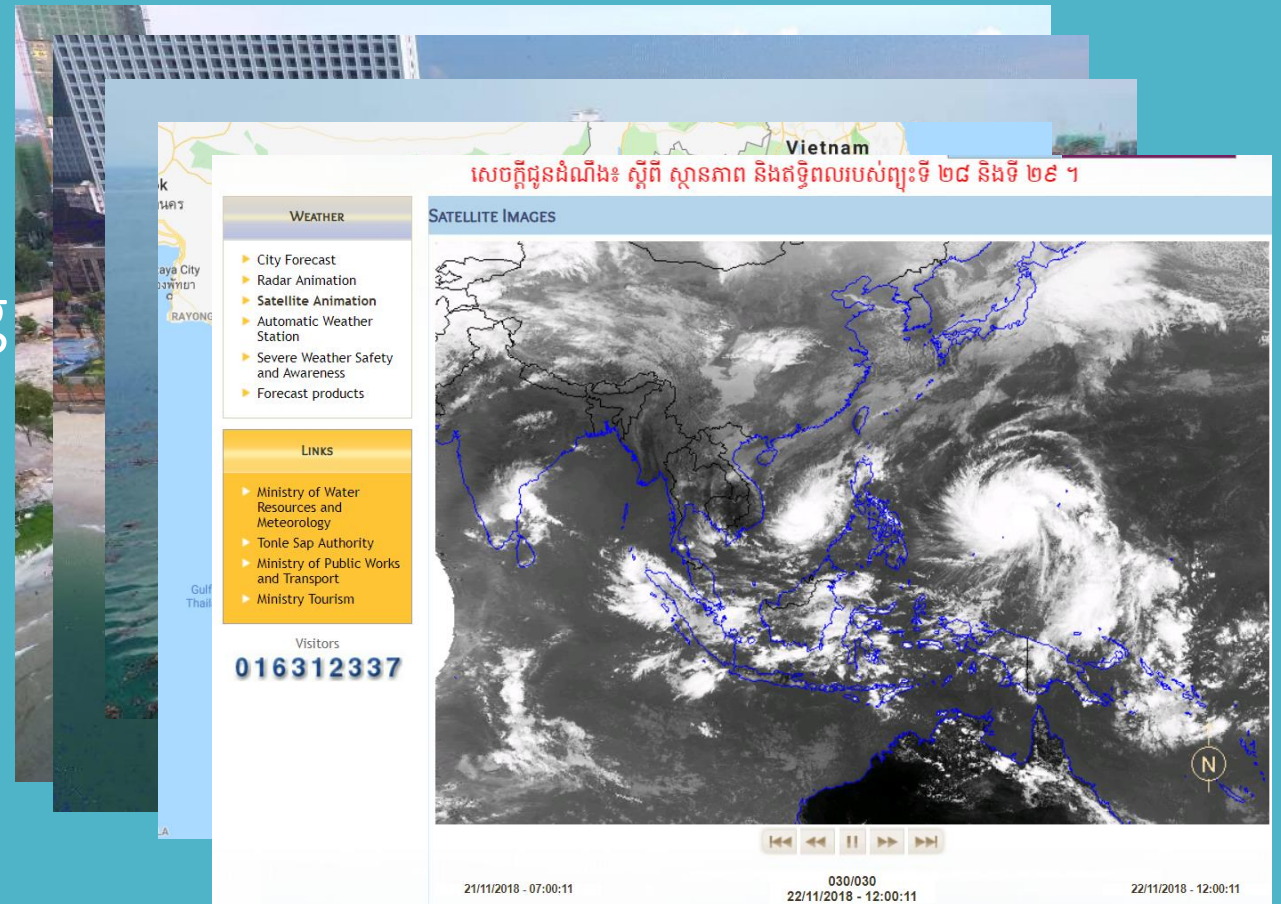 Vietnam
សេចក្តីជូនដំណឹង៖ ស្តីពី ស្ថានភាព និងឥទ្ធិពលរបស់ព្យុះទី ២៨ និងទី ២៩ ។
WEATHER
City Forecast
Radar Animation
Satellite Animation
Automatic Weather
Station
Severe Weather Safety
and Awareness
Forecast products
LINKS
Ministry of Water
Resources and
Meteorology
Tonle Sap Authority
Ministry of Public Works
and Transport
Ministry Tourism
Visitors
016312337
SATELLITE IMAGES
N
21/11/2018 - 07:00:11
030/030
22/11/2018 - 12:00:11
22/11/2018 - 12:00:11
RAYONG